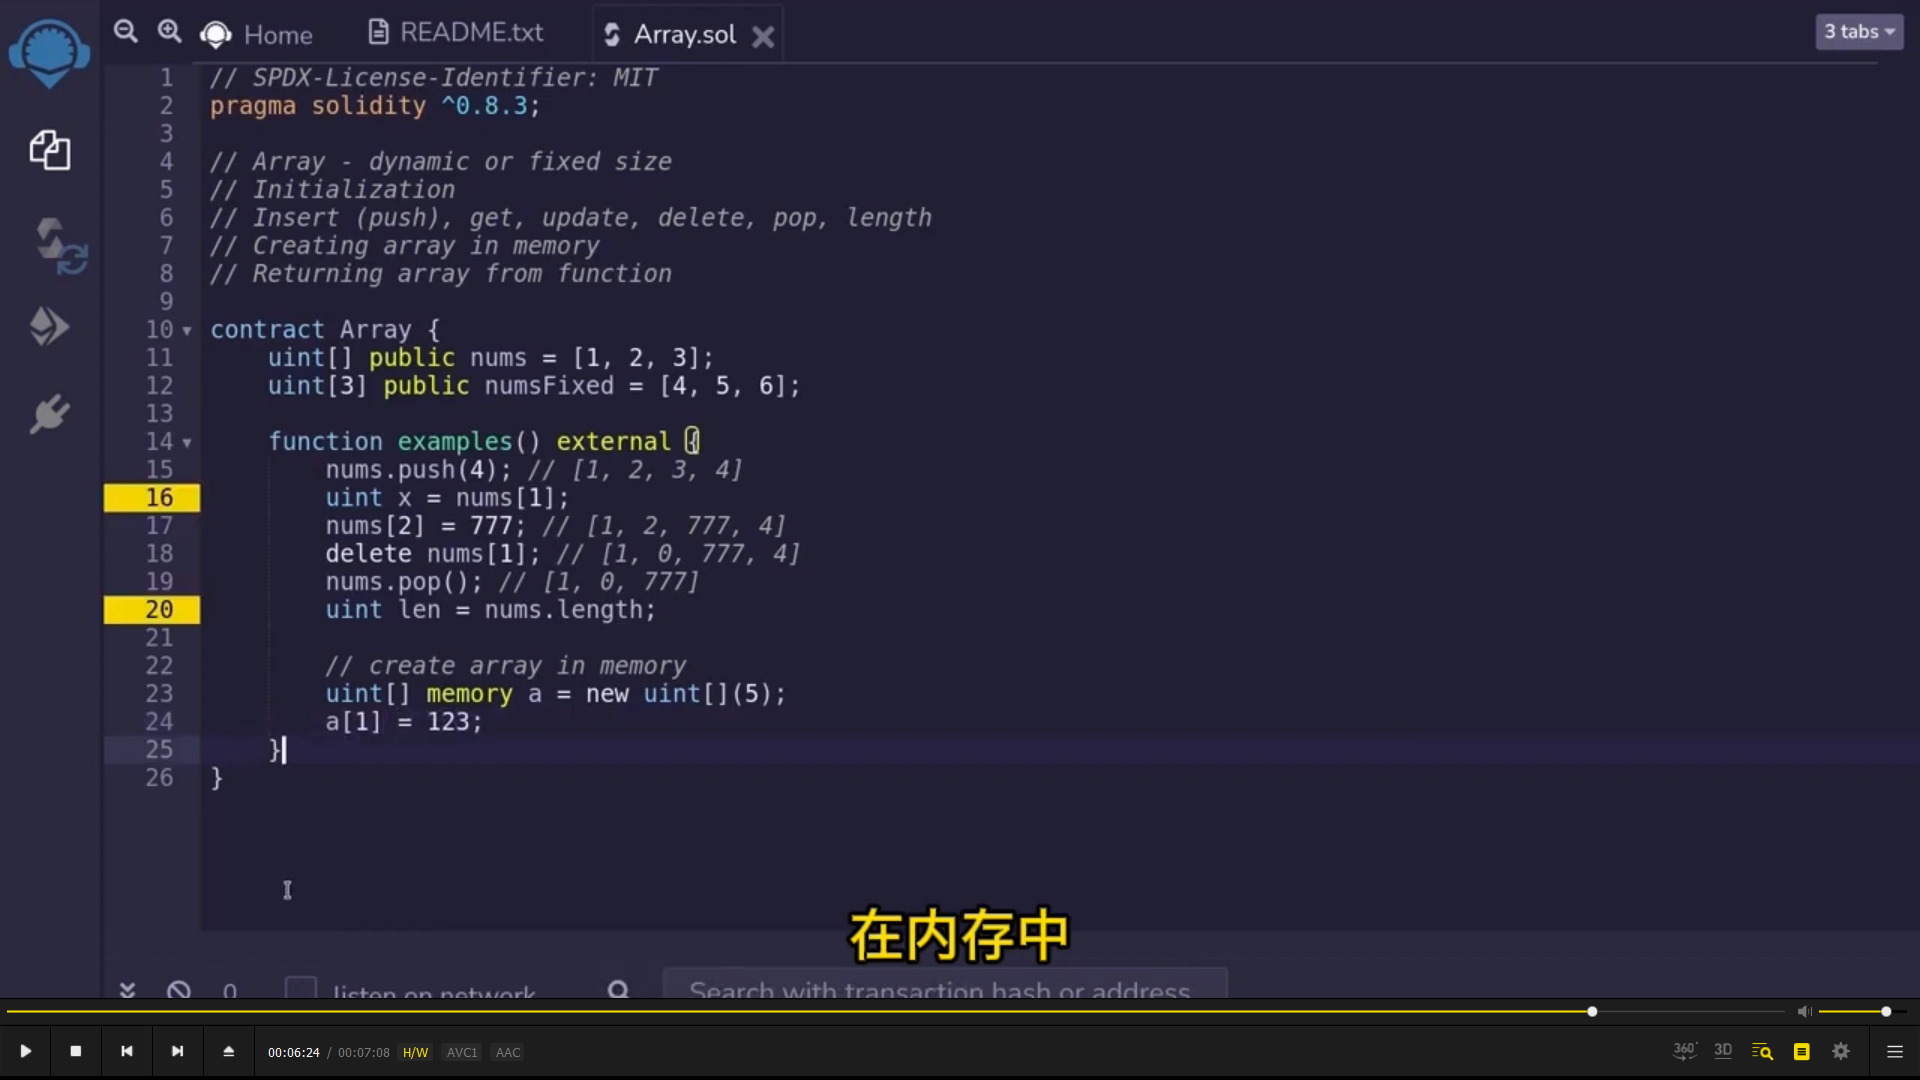 Home
README.txt
Array.sol
3 tabs
1 // SPDX-License-Identifier: MIT
2 pragma solidity ^0.8.3;
3
4 // Array - dynamic or fixed size
5 // Initialization
6 // Insert (push), get, update, delete, pop, length
7 // Creating array in memory
8 // Returning array from function
9
10 contract Array {
11 uint[] public nums = [1, 2, 3];
12 uint[3] public numsFixed = [4, 5, 6];
13
14 function examples() external {
15 nums.push(4); // [1, 2, 3, 4]
16 uint x = nums[1];
17 nums[2] = 777; // [1, 2, 777, 4]
18 delete nums[1]; // [1, 0, 777, 4]
19 nums.pop(); // [1, 0, 777]
20 uint len = nums.length;
21
22 // create array in memory
23 uint[] memory a = new uint[](5);
24 a[1] = 123;
25 }
26 }
在内存中
0
listen on network
Search with transaction hash or address
00:06:24 / 00:07:08 H/W AVC1 AAC
360° 3D